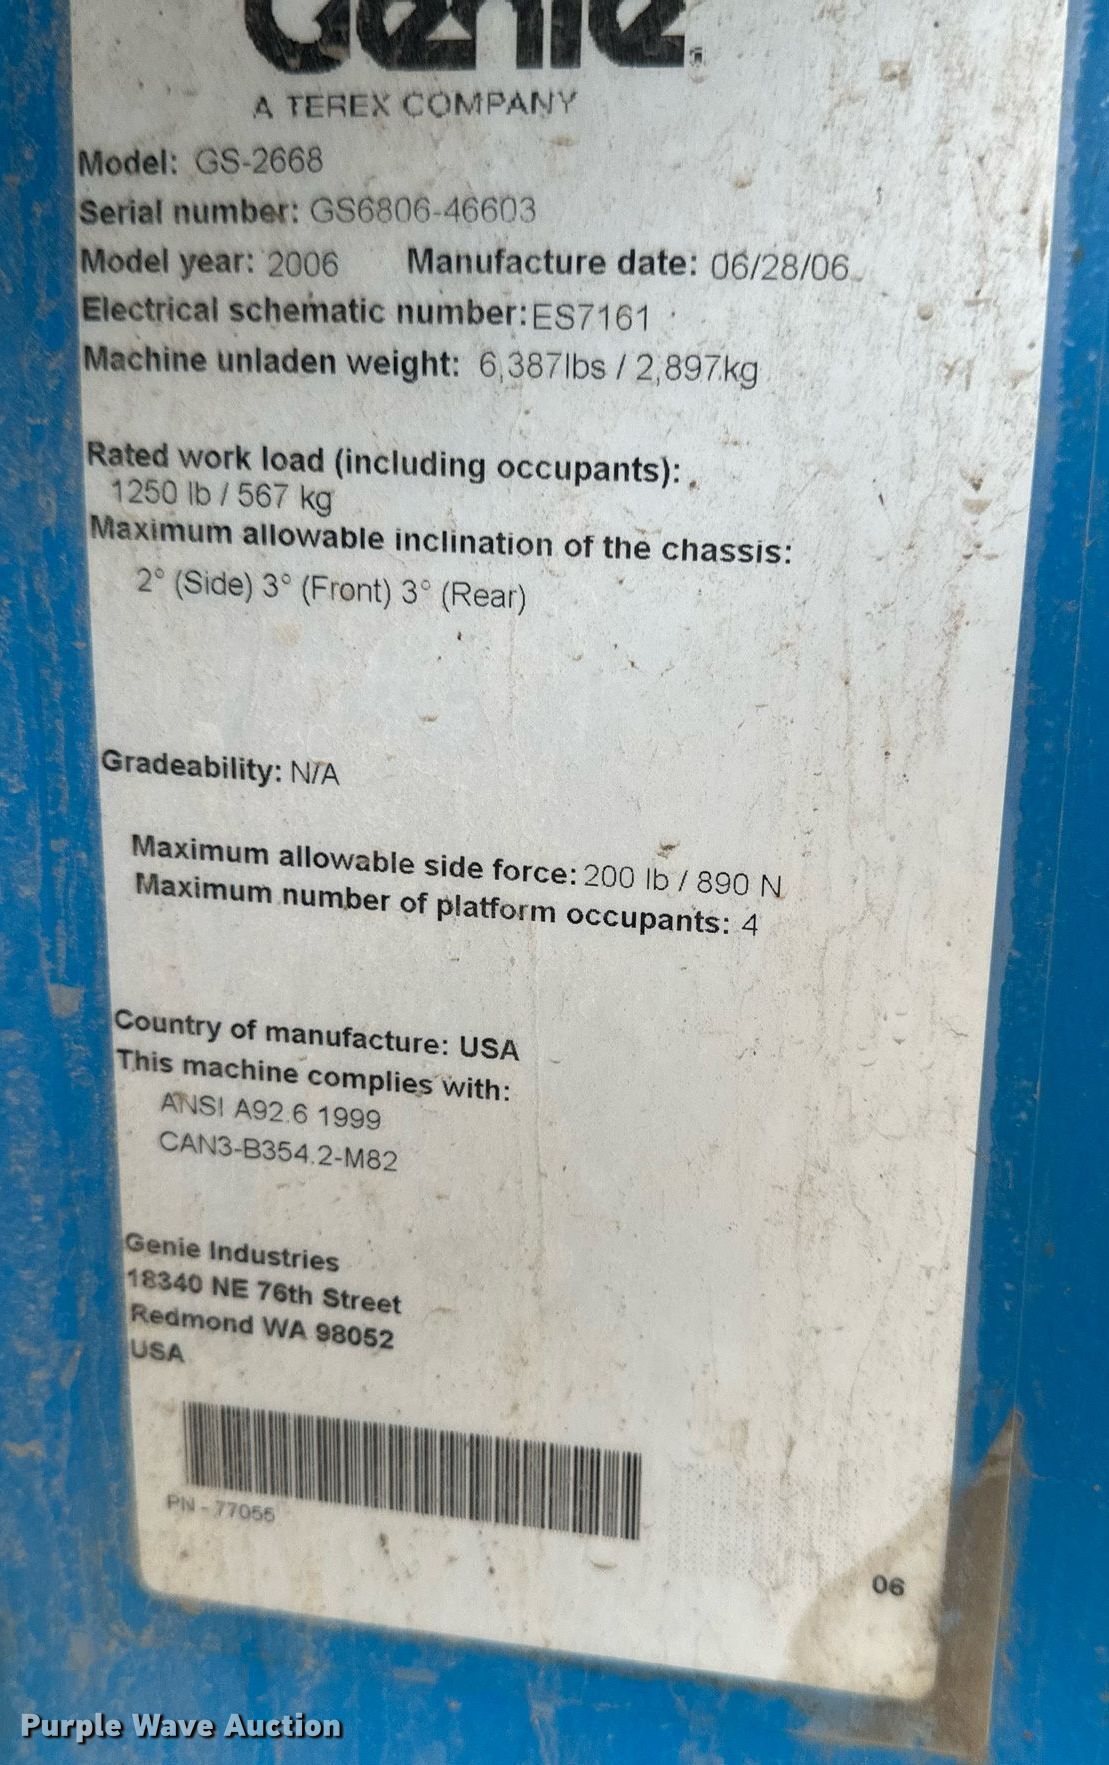 Genie
A TEREX COMPANY
Model: GS-2668
Serial number: GS6806-46603
Model year: 2006 Manufacture date: 06/28/06
Electrical schematic number: ES7161
Machine unladen weight: 6,387lbs / 2,897kg
Rated work load (including occupants):
1250 lb / 567 kg
Maximum allowable inclination of the chassis:
2° (Side) 3° (Front) 3° (Rear)
Gradeability: N/A
Maximum allowable side force: 200 lb / 890 N
Maximum number of platform occupants: 4
Country of manufacture: USA
This machine complies with:
ANSI A92.6 1999
CAN3-B354.2-M82
Genie Industries
18340 NE 76th Street
Redmond WA 98052
USA
PN - 77055
06
Purple Wave Auction